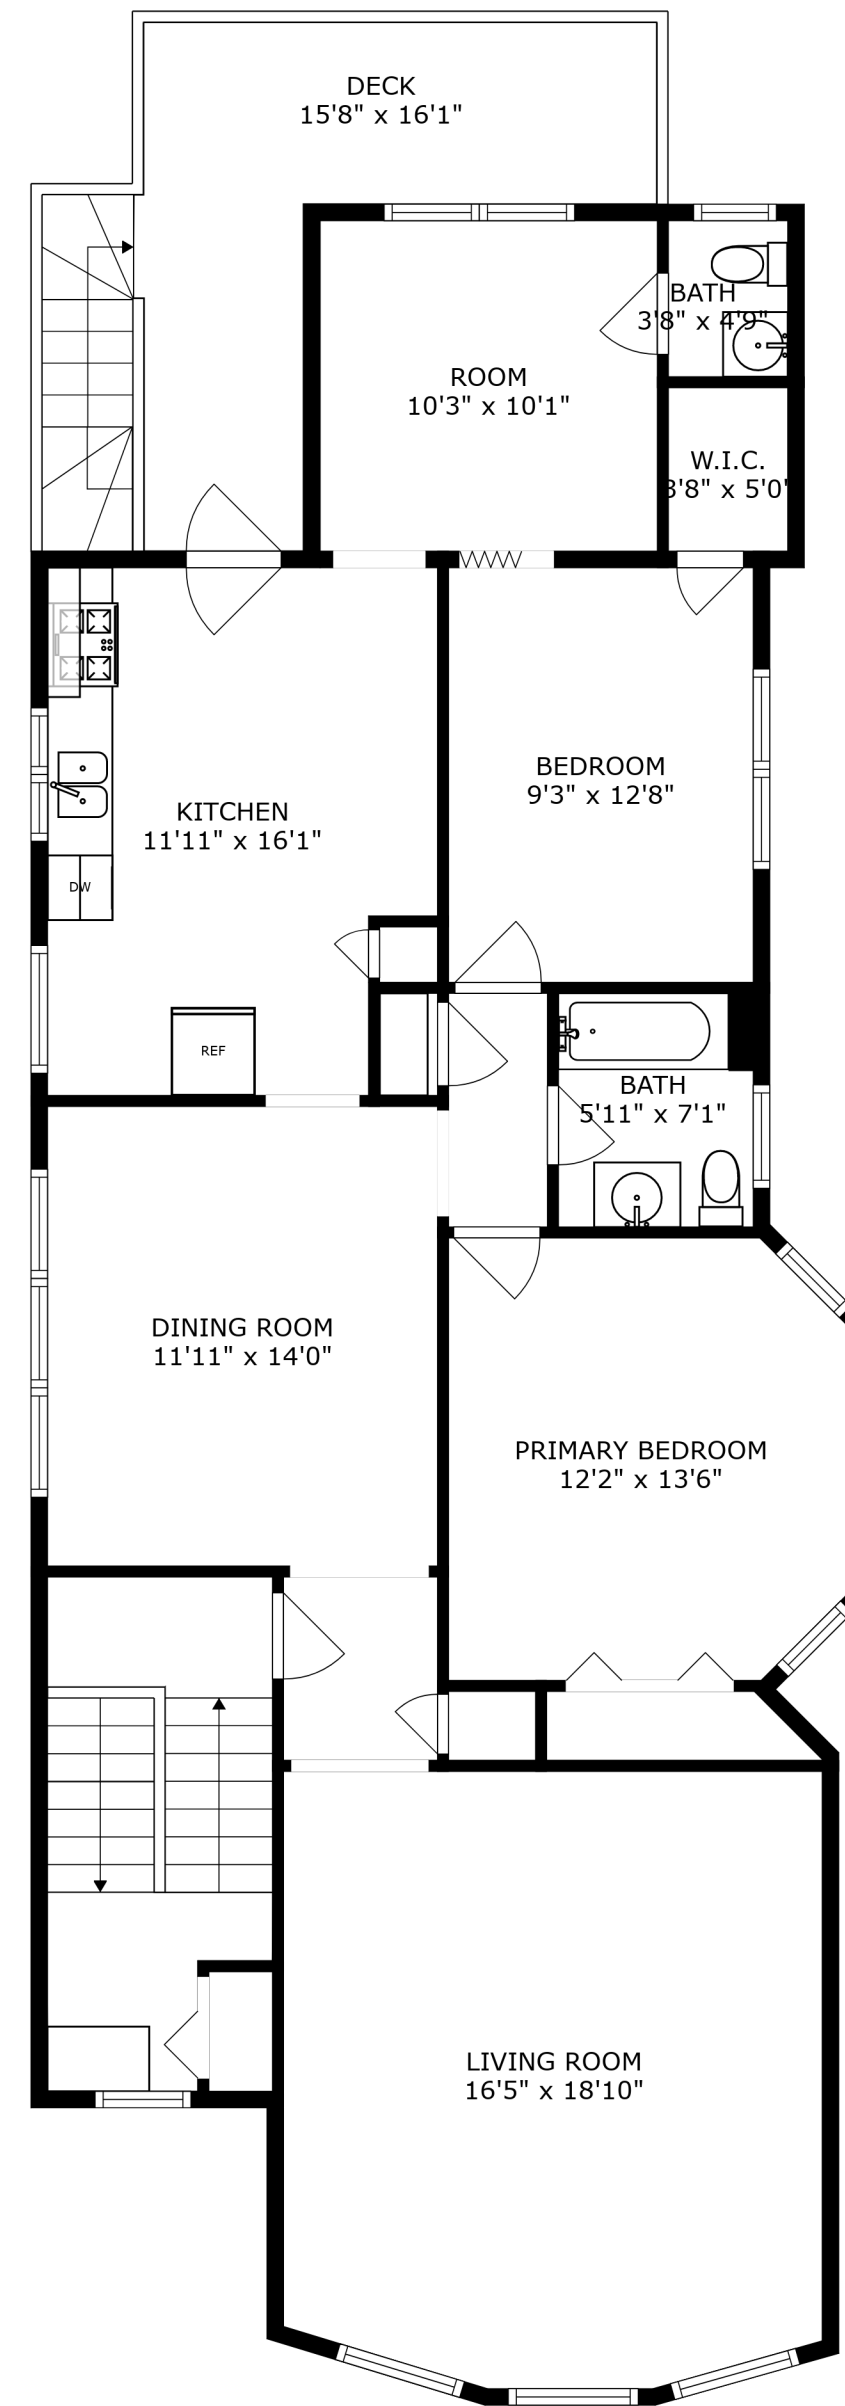 DECK
15'8" x 16'1"
BATH
3'8" x 4'9"
ROOM
10'3" x 10'1"
W.I.C.
3'8" x 5'0"
BEDROOM
9'3" x 12'8"
KITCHEN
11'11" x 16'1"
DW
REF
BATH
5'11" x 7'1"
DINING ROOM
11'11" x 14'0"
PRIMARY BEDROOM
12'2" x 13'6"
LIVING ROOM
16'5" x 18'10"